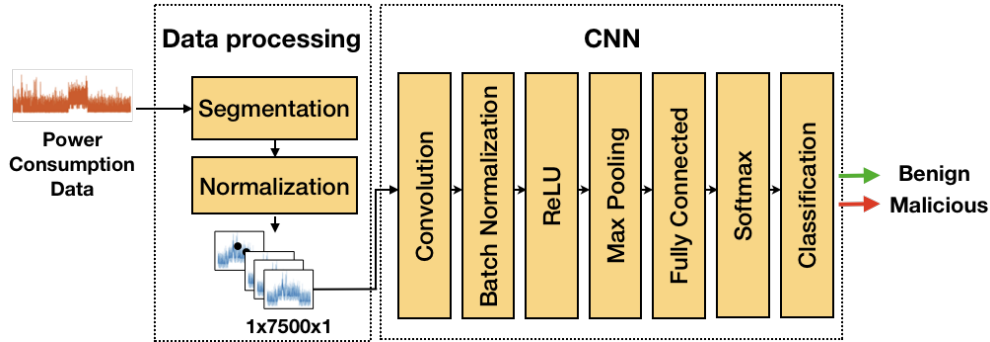 Data processing
CNN
Power
Consumption
Data
Segmentation
Normalization
1x7500x1
Convolution
Batch Normalization
ReLU
Max Pooling
Fully Connected
Softmax
Classification
Benign
Malicious